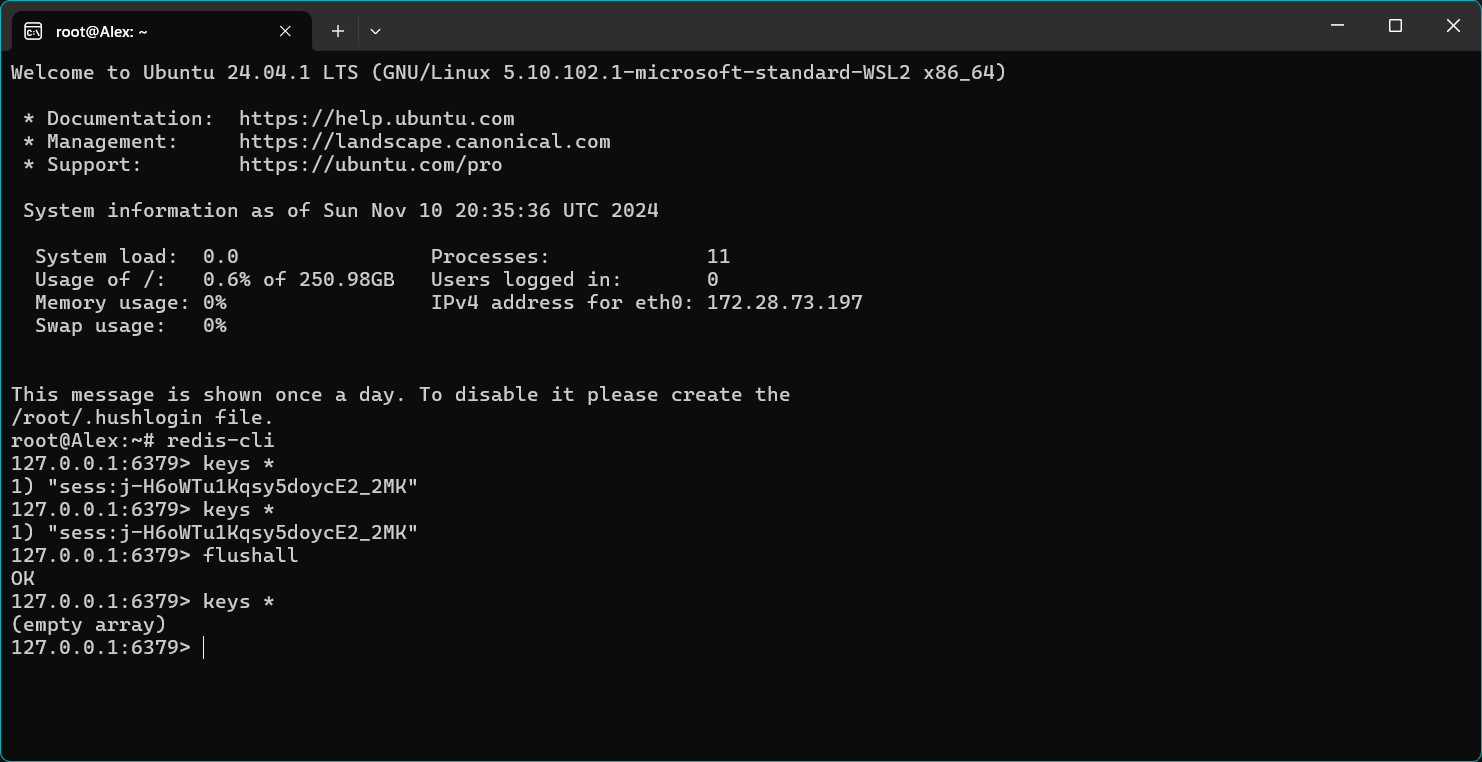 root@Alex: ~
Welcome to Ubuntu 24.04.1 LTS (GNU/Linux 5.10.102.1-microsoft-standard-WSL2 x86_64)
* Documentation:  https://help.ubuntu.com
* Management:     https://landscape.canonical.com
* Support:        https://ubuntu.com/pro
System information as of Sun Nov 10 20:35:36 UTC 2024
System load:  0.0                Processes:             11
Usage of /:   0.6% of 250.98GB   Users logged in:       0
Memory usage: 0%                 IPv4 address for eth0: 172.28.73.197
Swap usage:   0%
This message is shown once a day. To disable it please create the
/root/.hushlogin file.
root@Alex:~# redis-cli
127.0.0.1:6379> keys *
1) "sess:j-H6oWTu1Kqsy5doycE2_2MK"
127.0.0.1:6379> keys *
1) "sess:j-H6oWTu1Kqsy5doycE2_2MK"
127.0.0.1:6379> flushall
OK
127.0.0.1:6379> keys *
(empty array)
127.0.0.1:6379>